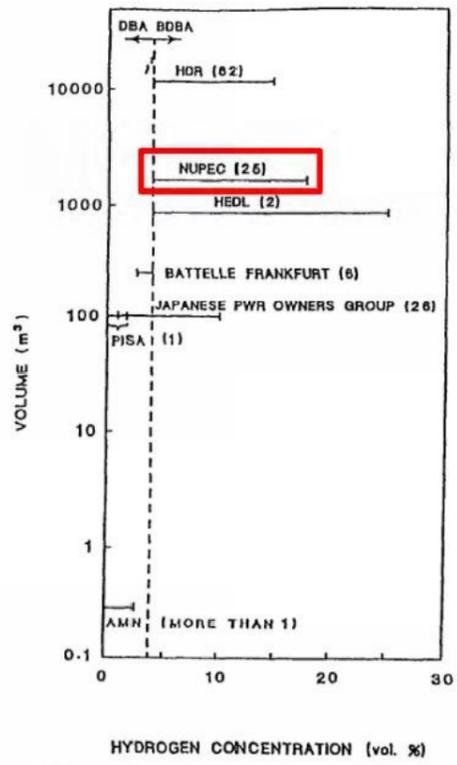 DBA BDBA
HDR (62)
10000
NUPEC (25)
1000
HEDL (2)
BATTELLE FRANKFURT (6)
JAPANESE PWR OWNERS GROUP (26)
100
PISA (1)
VOLUME (m³)
10
1
AMN (MORE THAN 1)
0.1
0 10 20 30
HYDROGEN CONCENTRATION (vol. %)